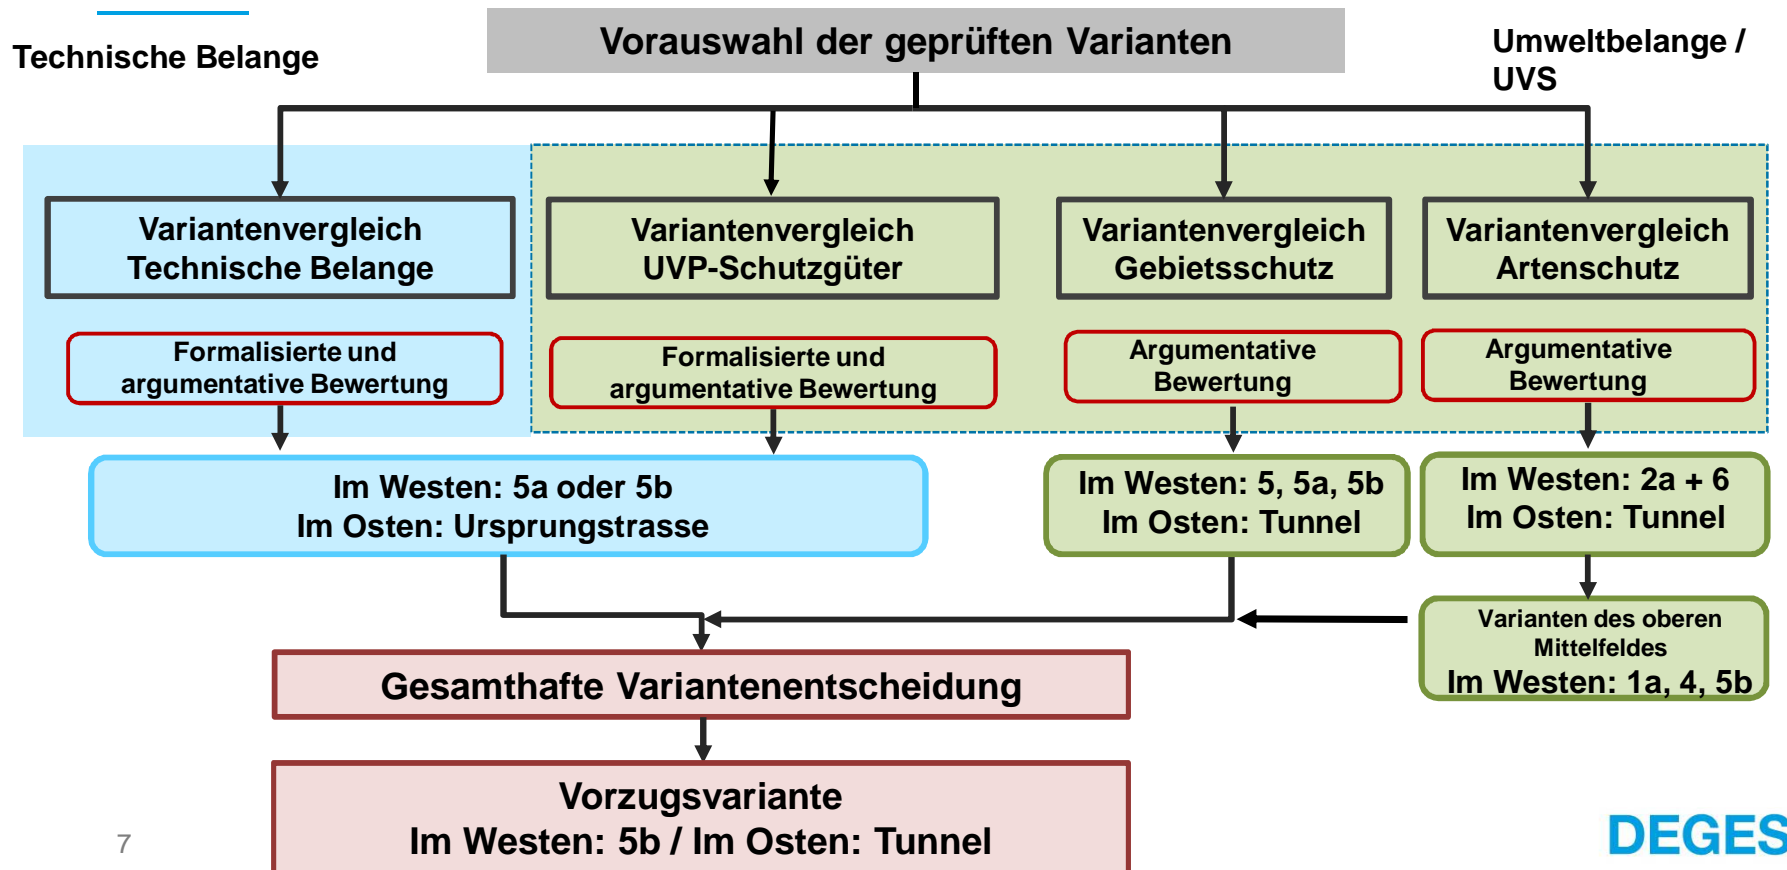 Technische Belange
Vorauswahl der geprüften Varianten
Umweltbelange /
UVS
Variantenvergleich
Technische Belange
Variantenvergleich
UVP-Schutzgüter
Variantenvergleich
Gebietsschutz
Variantenvergleich
Artenschutz
Formalisierte und
argumentative Bewertung
Formalisierte und
argumentative Bewertung
Argumentative
Bewertung
Argumentative
Bewertung
Im Westen: 5a oder 5b
Im Osten: Ursprungstrasse
Im Westen: 5, 5a, 5b
Im Osten: Tunnel
Im Westen: 2a + 6
Im Osten: Tunnel
Varianten des oberen
Mittelfeldes
Im Westen: 1a, 4, 5b
Gesamthafte Variantenentscheidung
Vorzugsvariante
Im Westen: 5b / Im Osten: Tunnel
7
DEGES